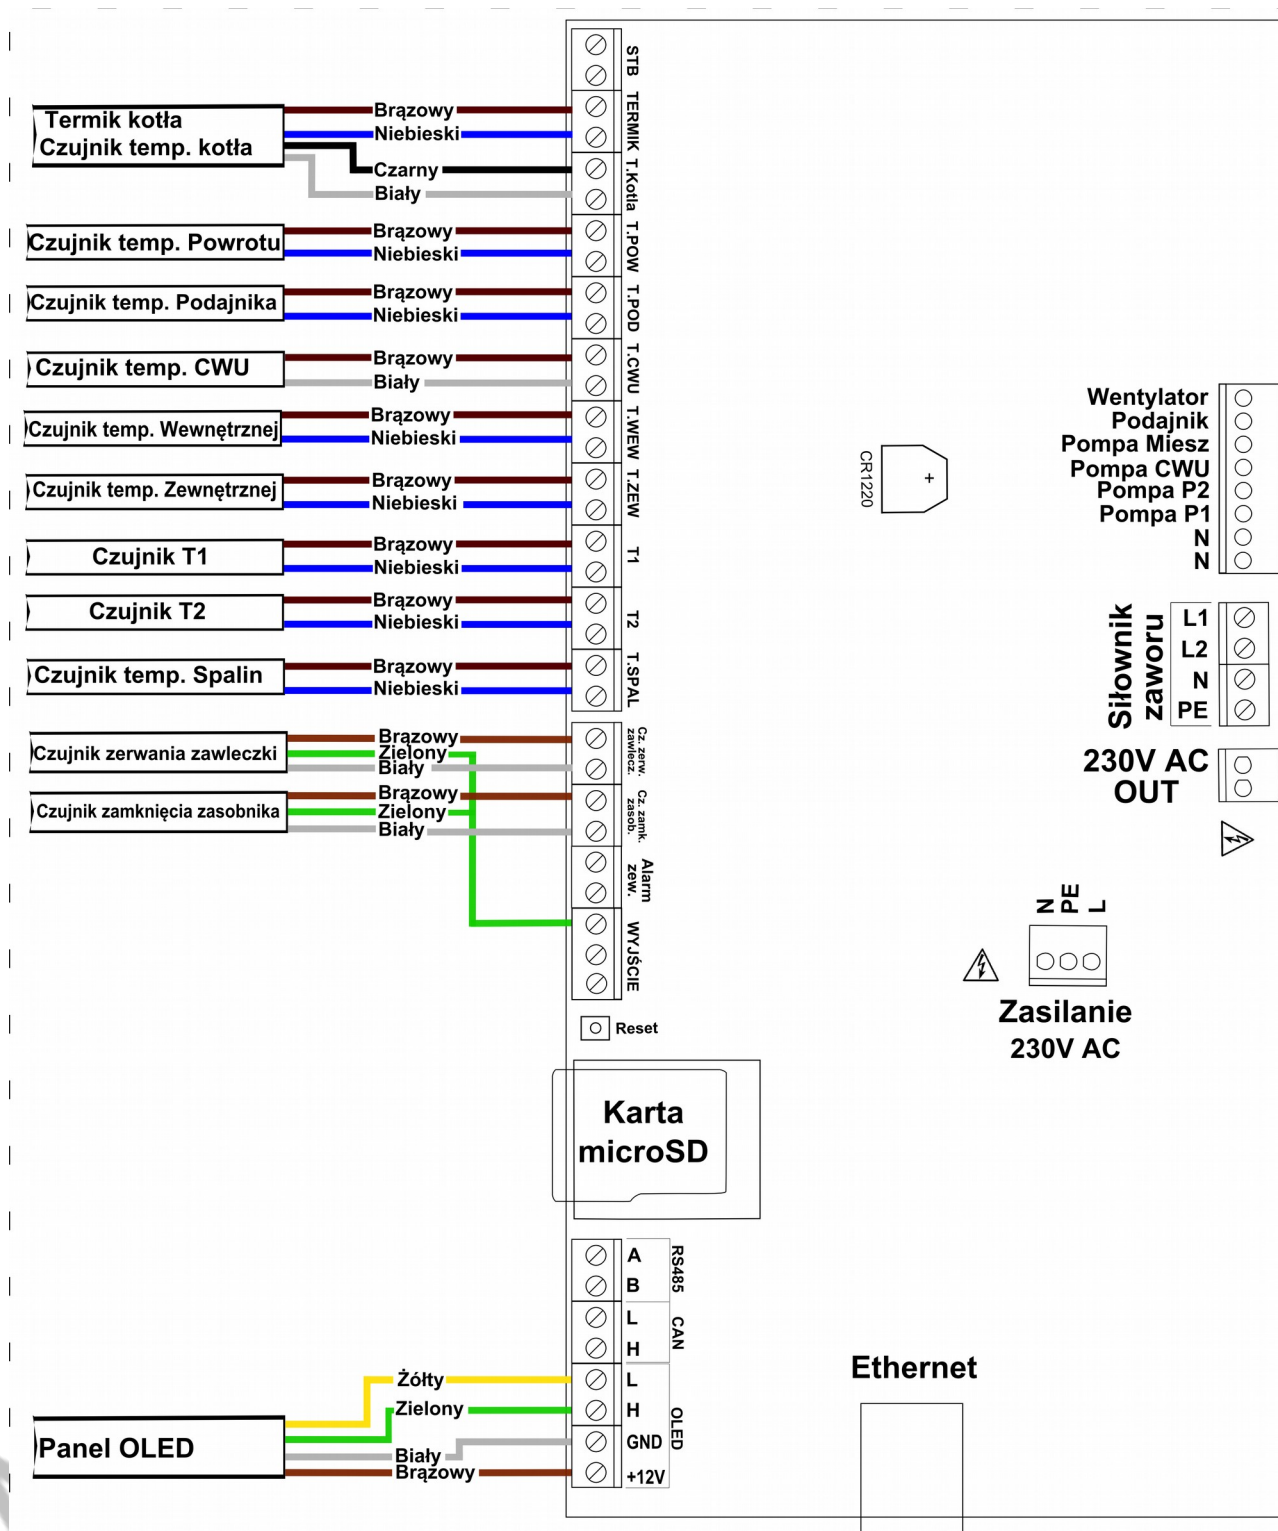 Termik kotła
Czujnik temp. kotła
Brązowy
Niebieski
Czarny
Biały
STB
TERMIK
T.Kotla
Czujnik temp. Powrotu
Brązowy
Niebieski
T.POW
Czujnik temp. Podajnika
Brązowy
Niebieski
T.POD
Czujnik temp. CWU
Brązowy
Biały
T.CWU
Czujnik temp. Wewnętrznej
Brązowy
Niebieski
T.WEW
Czujnik temp. Zewnętrznej
Brązowy
Niebieski
T.ZEW
Czujnik T1
Brązowy
Niebieski
T1
Czujnik T2
Brązowy
Niebieski
T2
Czujnik temp. Spalin
Brązowy
Niebieski
T.SPAL
Czujnik zerwania zawleczki
Brązowy
Zielony
Biały
Cz. zerw.
zawlecz.
Czujnik zamknięcia zasobnika
Brązowy
Zielony
Biały
Cz. zamk.
zasob.
Alarm
zew.
WYJŚCIE
Reset
Karta
microSD
A
B
RS485
L
H
CAN
Panel OLED
Żółty
Zielony
Biały
Brązowy
L
H
GND
+12V
OLED
CR1220
+
Wentylator
Podajnik
Pompa Miesz
Pompa CWU
Pompa P2
Pompa P1
N
N
Siłownik
zaworu
L1
L2
N
PE
230V AC
OUT
N
PE
L
Zasilanie
230V AC
Ethernet